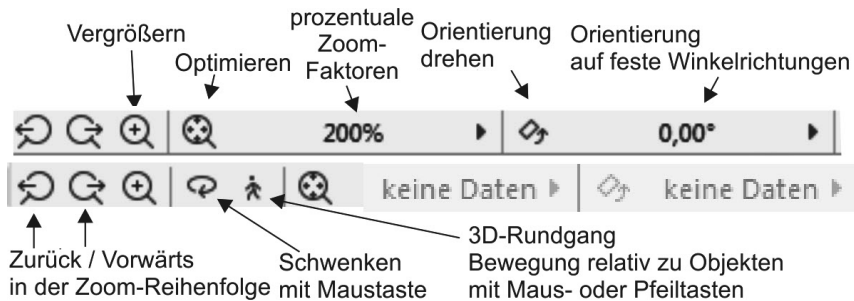 Vergrößern
Optimieren
prozentuale
Zoom-
Faktoren
Orientierung
drehen
Orientierung
auf feste Winkelrichtungen
200%
0,00°
keine Daten
keine Daten
Zurück / Vorwärts
in der Zoom-Reihenfolge
Schwenken
mit Maustaste
3D-Rundgang
Bewegung relativ zu Objekten
mit Maus- oder Pfeiltasten